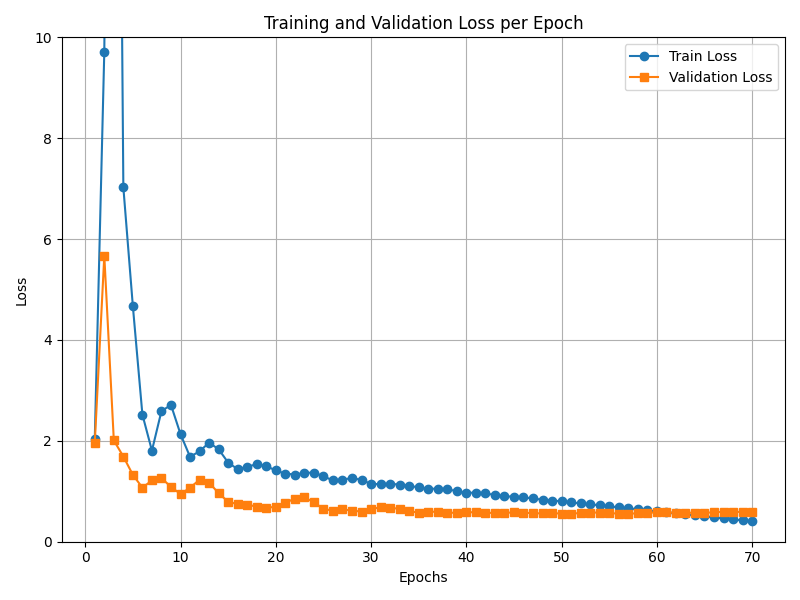 Training and Validation Loss per Epoch
Train Loss
Validation Loss
10
8
6
4
2
0
Loss
0 10 20 30 40 50 60 70
Epochs